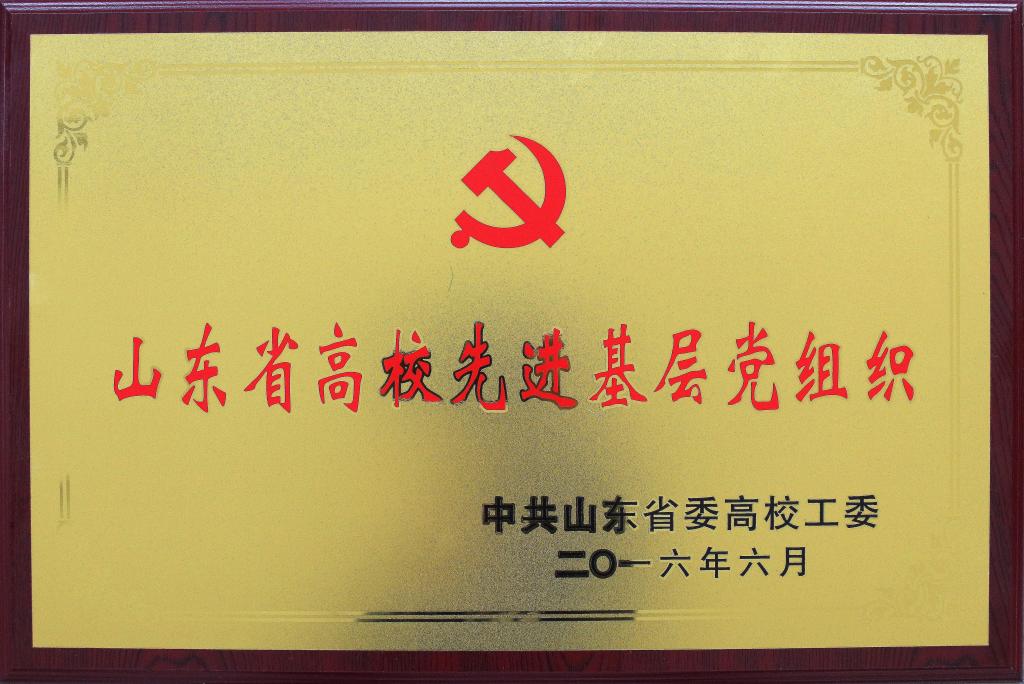 山东省高校先进基层党组织
中共山东省委高校工委
二〇一六年六月